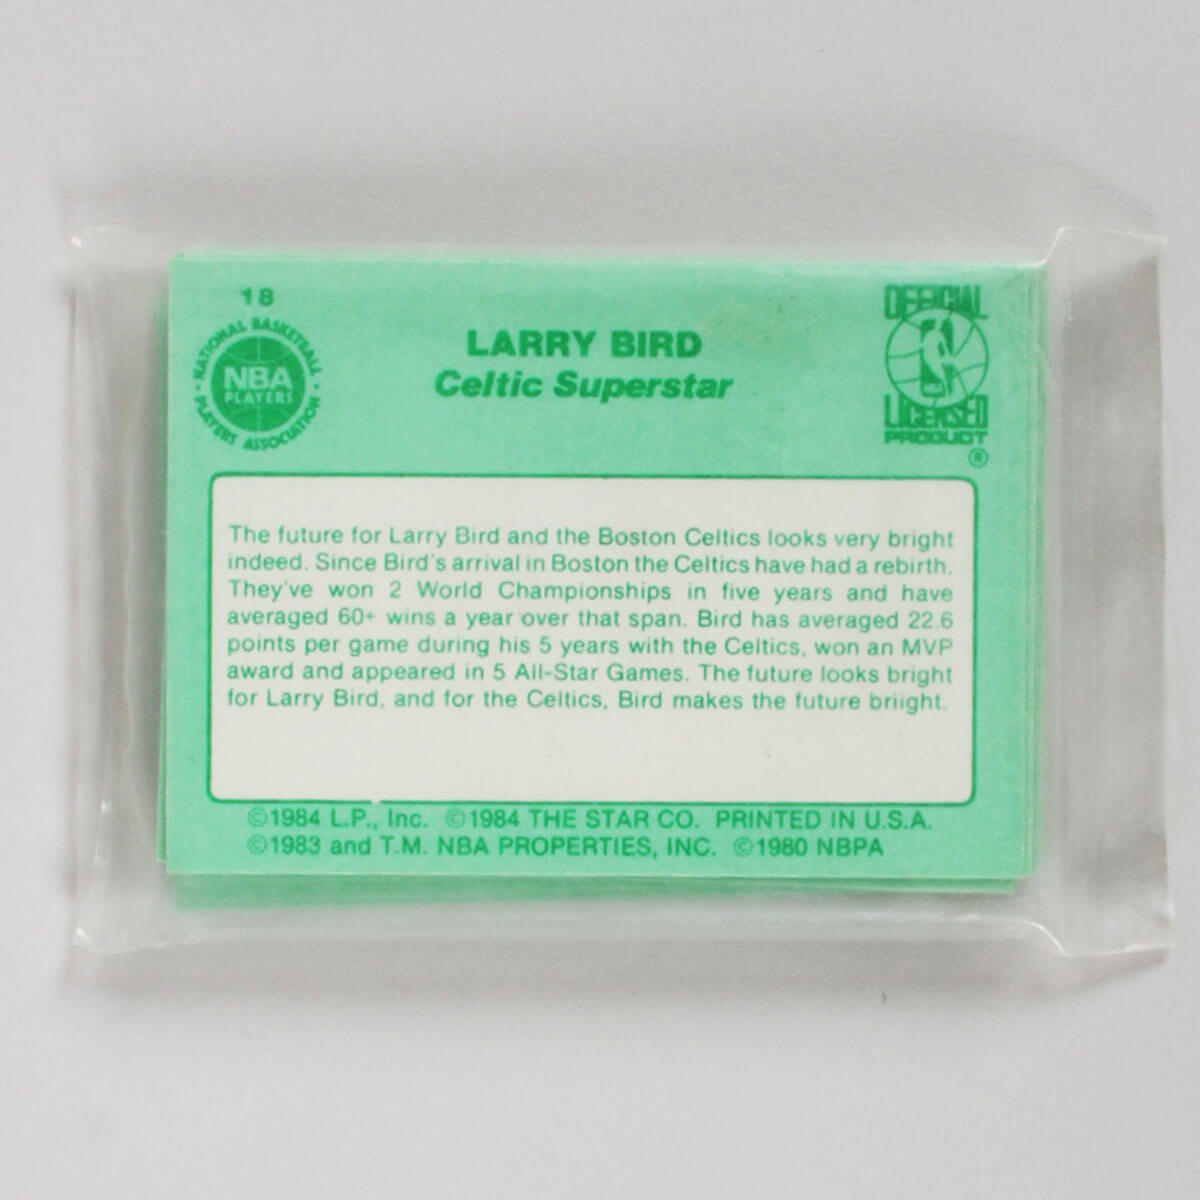 18
NATIONAL BASKETBALL
PLAYERS ASSOCIATION
NBA
PLAYERS
LARRY BIRD
Celtic Superstar
OFFICIAL
LICENSED
PRODUCT
®
The future for Larry Bird and the Boston Celtics looks very bright
indeed. Since Bird's arrival in Boston the Celtics have had a rebirth.
They've won 2 World Championships in five years and have
averaged 60+ wins a year over that span. Bird has averaged 22.6
points per game during his 5 years with the Celtics, won an MVP
award and appeared in 5 All-Star Games. The future looks bright
for Larry Bird, and for the Celtics, Bird makes the future briight.
©1984 L.P., Inc. ©1984 THE STAR CO. PRINTED IN U.S.A.
©1983 and T.M. NBA PROPERTIES, INC. ©1980 NBPA